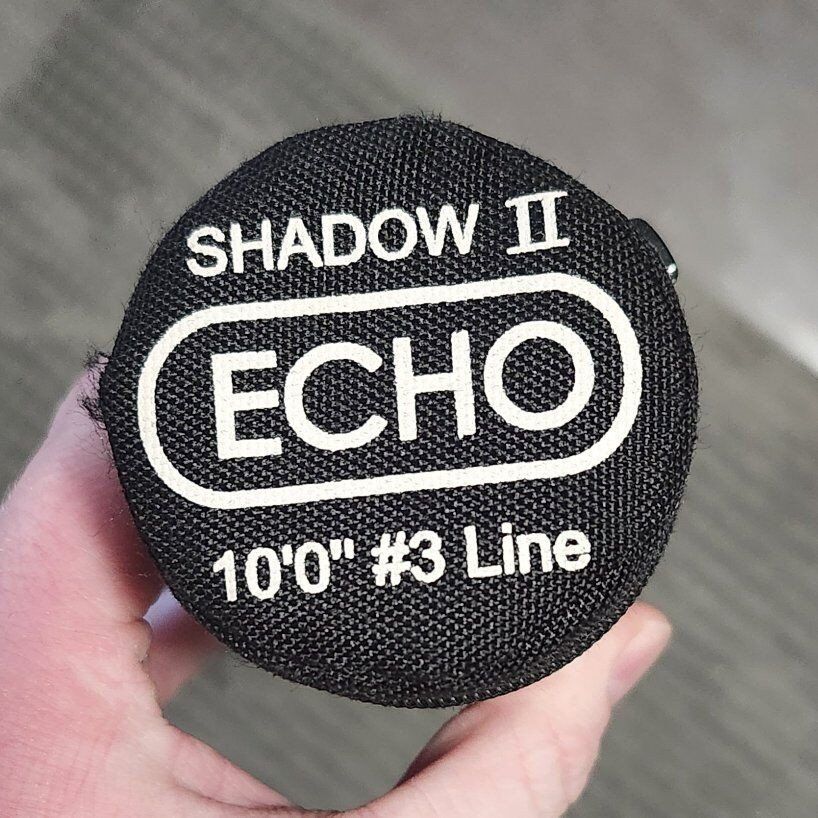 SHADOW II
ECHO
10'0" #3 Line